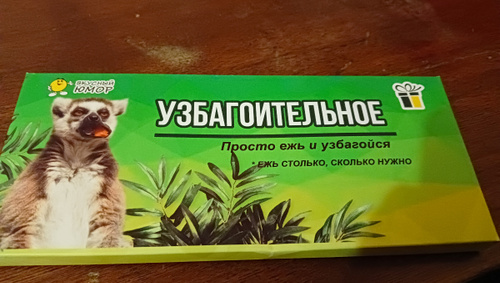 ВКУСНЫЙ
ЮМОР
УЗБАГОИТЕЛЬНОЕ
Просто ежь и узбагойся
* ЕЖЬ СТОЛЬКО, СКОЛЬКО НУЖНО